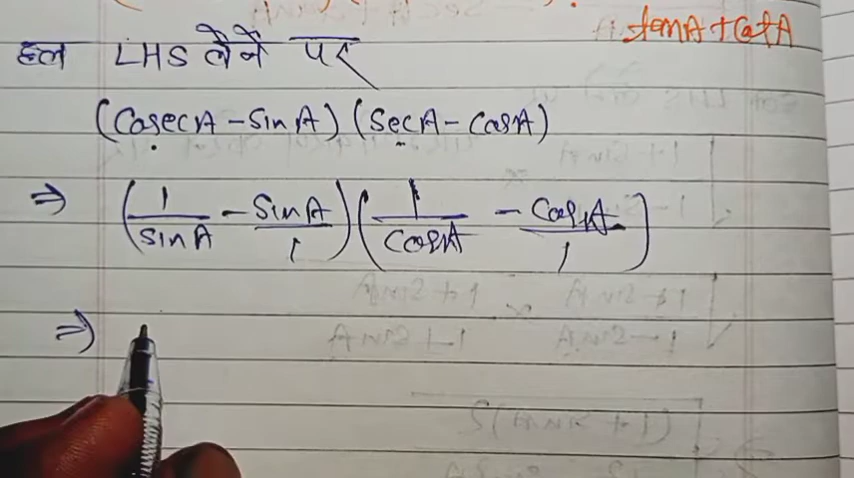 tanA + CotA
हल LHS लेने पर
(CosecA - SinA) (SecA - CosA)
⇒ (1/SinA - SinA/1) (1/CosA - CosA/1)
⇒